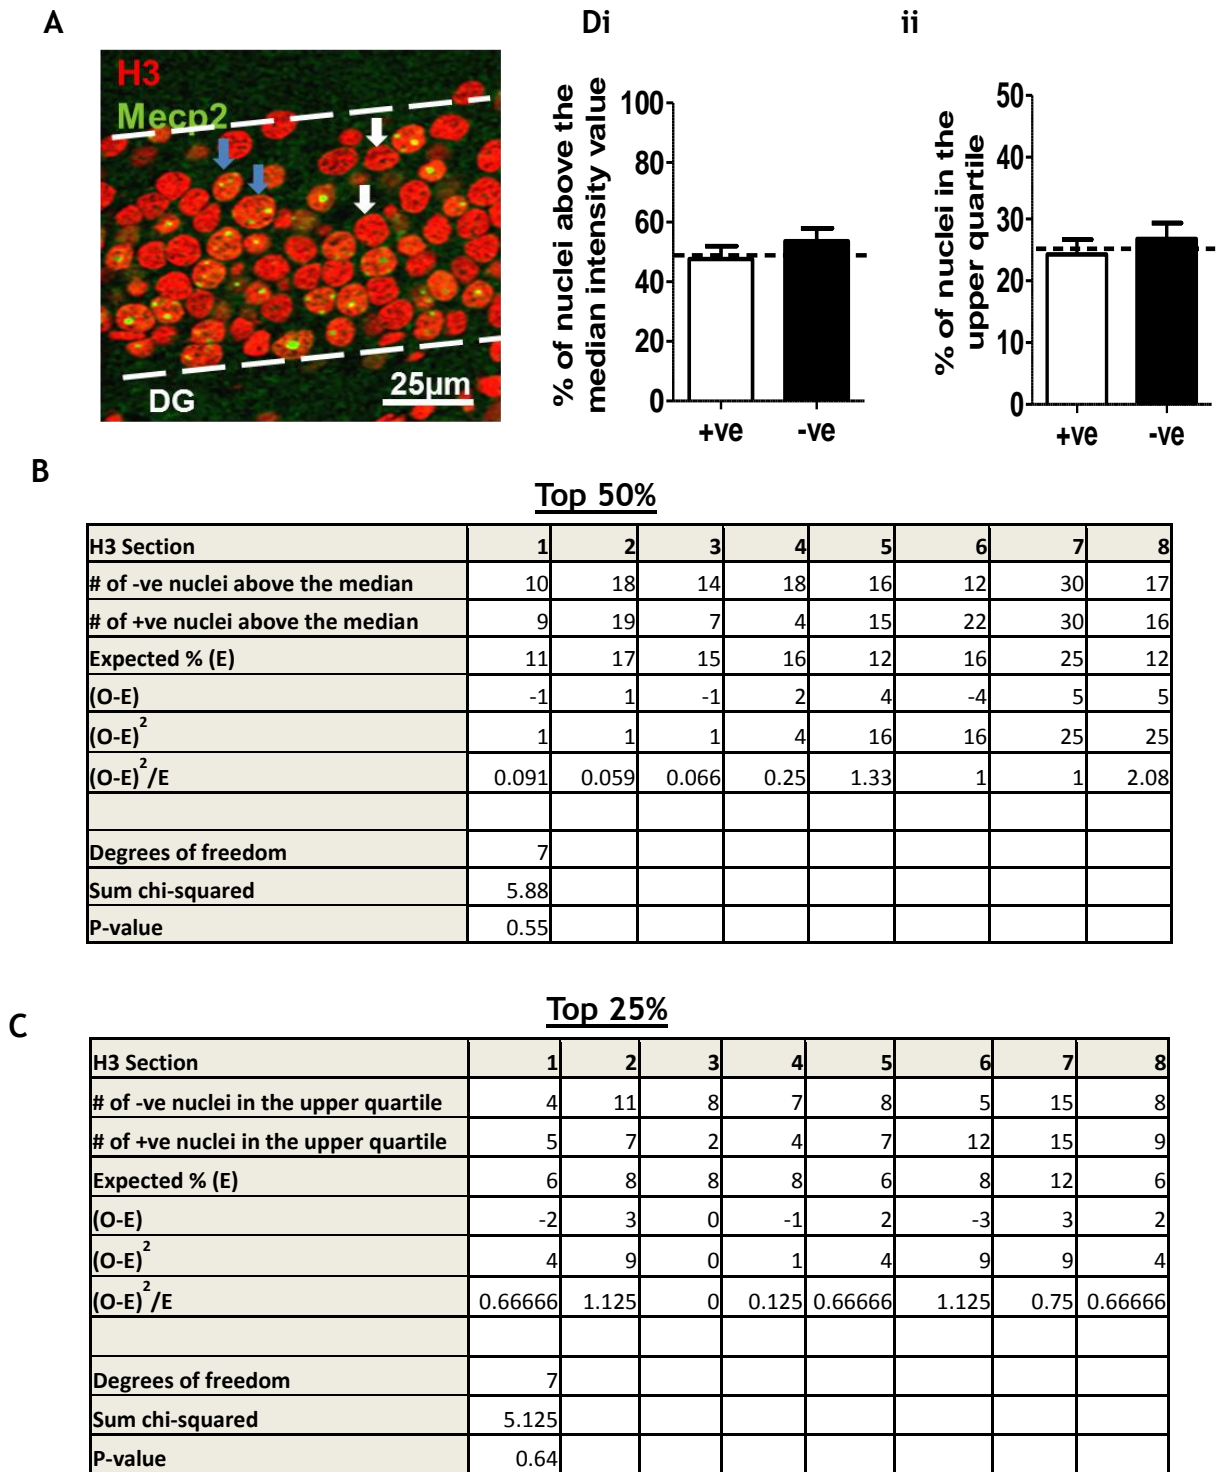 A
H3
Mecp2
DG
25μm
Di
% of nuclei above the
median intensity value
100
80
60
40
20
0
+ve -ve
ii
% of nuclei in the
upper quartile
50
40
30
20
10
0
+ve -ve
B
Top 50%
H3 Section 1 2 3 4 5 6 7 8
# of -ve nuclei above the median 10 18 14 18 16 12 30 17
# of +ve nuclei above the median 9 19 7 4 15 22 30 16
Expected % (E) 11 17 15 16 12 16 25 12
(O-E) -1 1 -1 2 4 -4 5 5
(O-E)2 1 1 1 4 16 16 25 25
(O-E)2/E 0.091 0.059 0.066 0.25 1.33 1 1 2.08
Degrees of freedom 7
Sum chi-squared 5.88
P-value 0.55
C
Top 25%
H3 Section 1 2 3 4 5 6 7 8
# of -ve nuclei in the upper quartile 4 11 8 7 8 5 15 8
# of +ve nuclei in the upper quartile 5 7 2 4 7 12 15 9
Expected % (E) 6 8 8 8 6 8 12 6
(O-E) -2 3 0 -1 2 -3 3 2
(O-E)2 4 9 0 1 4 9 9 4
(O-E)2/E 0.66666 1.125 0 0.125 0.66666 1.125 0.75 0.66666
Degrees of freedom 7
Sum chi-squared 5.125
P-value 0.64